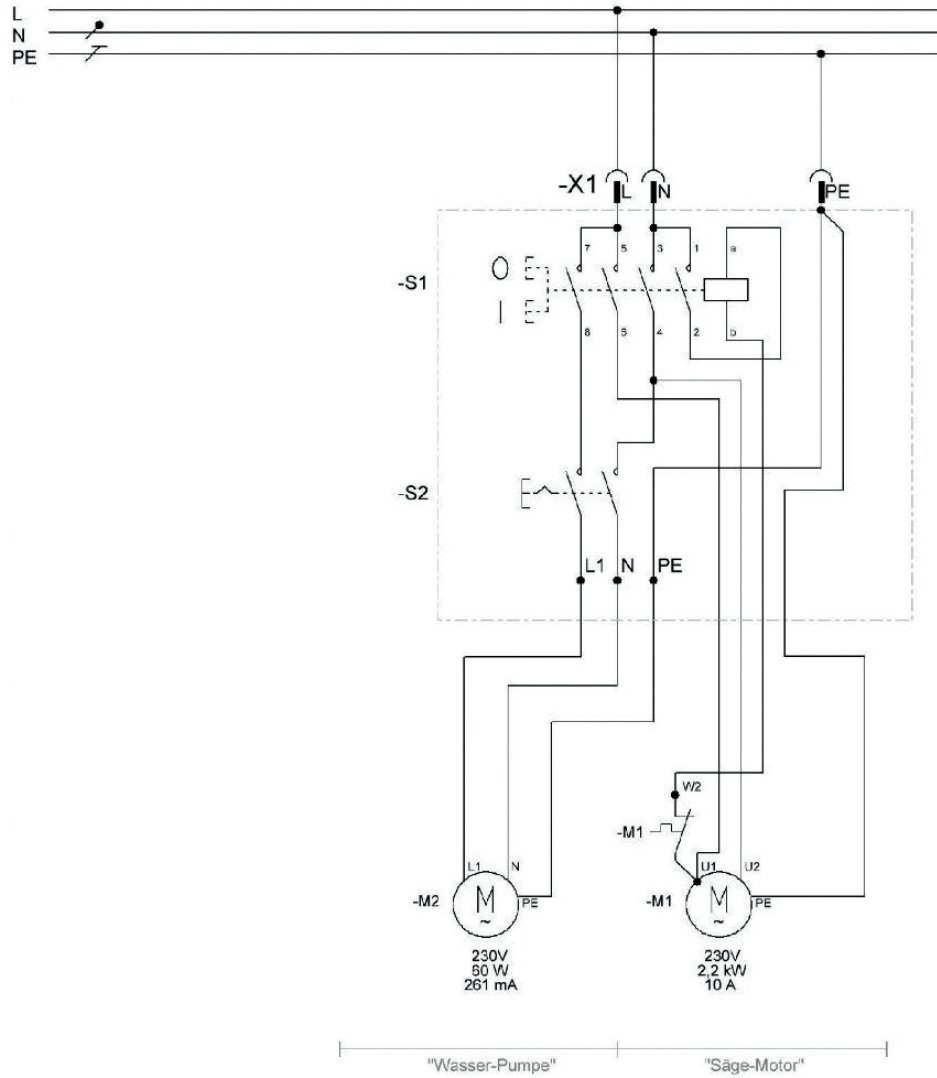 L
N
PE
-X1 L N PE
7 5 3 1 a
-S1 O I
8 6 4 2 b
-S2
L1 N PE
W2
-M1
L1 N U1 U2
-M2 M ~ PE -M1 M ~ PE
230V 230V
60 W 2,2 kW
261 mA 10 A
"Wasser-Pumpe" "Säge-Motor"